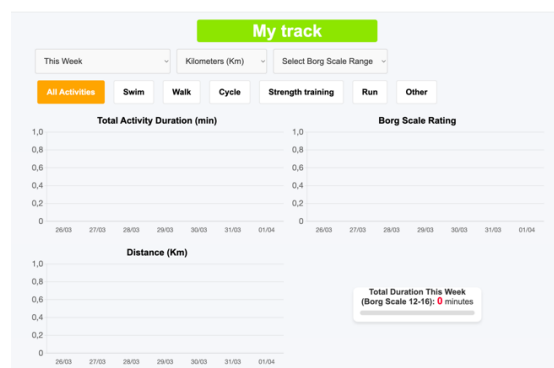 My track
This Week
Kilometers (Km)
Select Borg Scale Range
All Activities
Swim
Walk
Cycle
Strength training
Run
Other
Total Activity Duration (min)
1,0
0,8
0,6
0,4
0,2
0
26/03 27/03 28/03 29/03 30/03 31/03 01/04
Borg Scale Rating
1,0
0,8
0,6
0,4
0,2
0
26/03 27/03 28/03 29/03 30/03 31/03 01/04
Distance (Km)
1,0
0,8
0,6
0,4
0,2
0
26/03 27/03 28/03 29/03 30/03 31/03 01/04
Total Duration This Week
(Borg Scale 12-16): 0 minutes